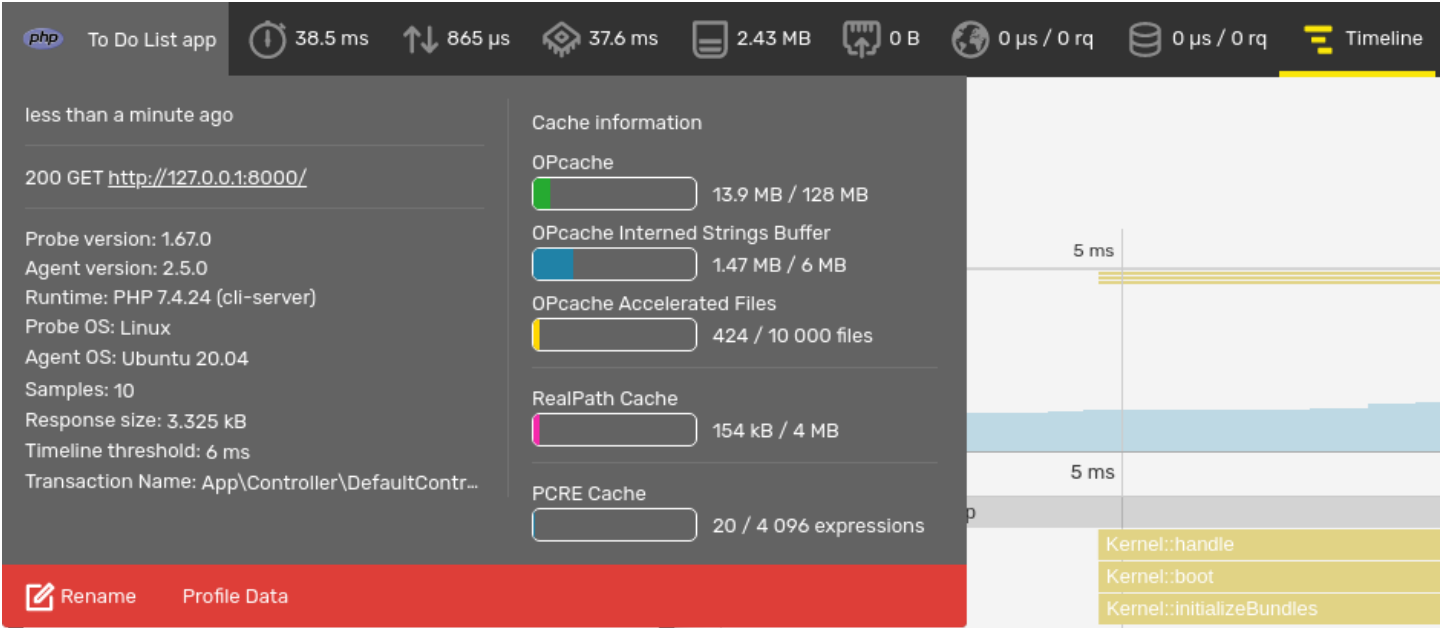 php To Do List app 38.5 ms 865 µs 37.6 ms 2.43 MB 0 B 0 µs / 0 rq 0 µs / 0 rq Timeline
less than a minute ago
200 GET http://127.0.0.1:8000/
Probe version: 1.67.0
Agent version: 2.5.0
Runtime: PHP 7.4.24 (cli-server)
Probe OS: Linux
Agent OS: Ubuntu 20.04
Samples: 10
Response size: 3.325 kB
Timeline threshold: 6 ms
Transaction Name: App\Controller\DefaultContr...
Cache information
OPcache
13.9 MB / 128 MB
OPcache Interned Strings Buffer
1.47 MB / 6 MB
OPcache Accelerated Files
424 / 10 000 files
RealPath Cache
154 kB / 4 MB
PCRE Cache
20 / 4 096 expressions
Rename Profile Data
5 ms
5 ms
p
Kernel::handle
Kernel::boot
Kernel::initializeBundles